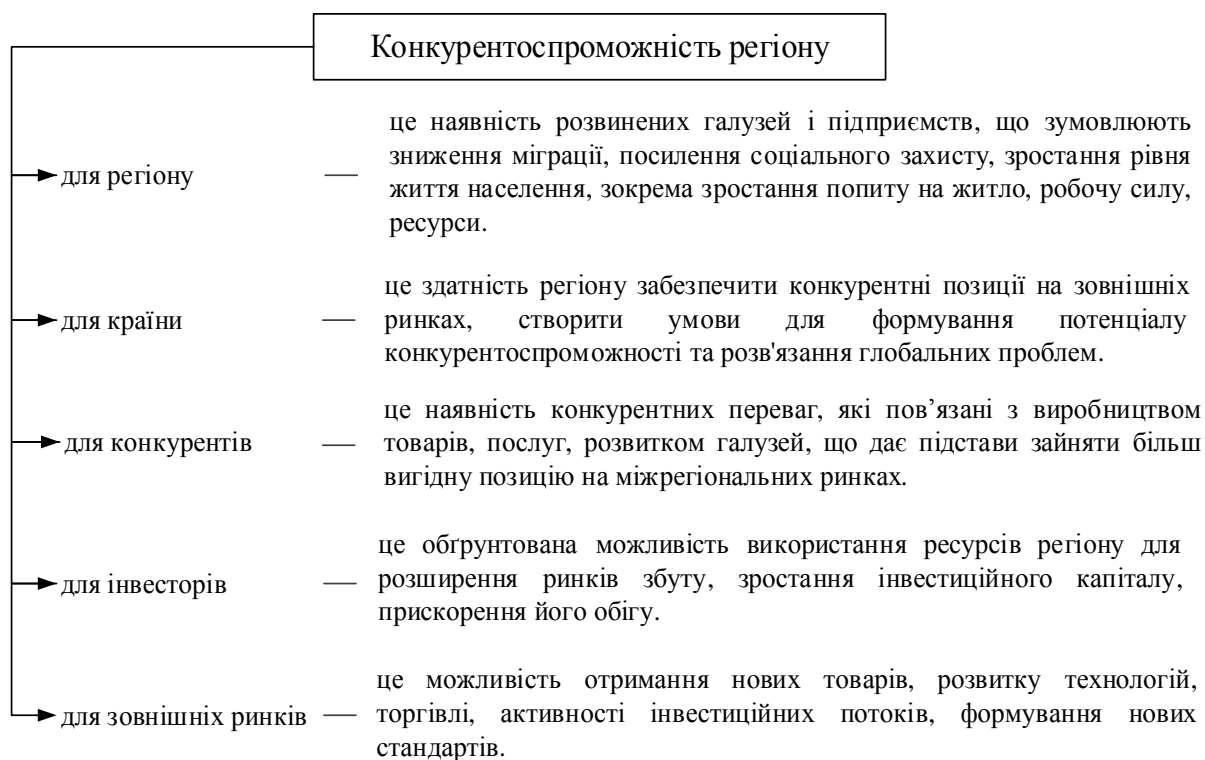 Конкурентоспроможність регіону
для регіону —
це наявність розвинених галузей і підприємств, що зумовлюють
зниження міграції, посилення соціального захисту, зростання рівня
життя населення, зокрема зростання попиту на житло, робочу силу,
ресурси.
для країни —
це здатність регіону забезпечити конкурентні позиції на зовнішніх
ринках, створити умови для формування потенціалу
конкурентоспроможності та розв'язання глобальних проблем.
для конкурентів —
це наявність конкурентних переваг, які пов’язані з виробництвом
товарів, послуг, розвитком галузей, що дає підстави зайняти більш
вигідну позицію на міжрегіональних ринках.
для інвесторів —
це обґрунтована можливість використання ресурсів регіону для
розширення ринків збуту, зростання інвестиційного капіталу,
прискорення його обігу.
для зовнішніх ринків —
це можливість отримання нових товарів, розвитку технологій,
торгівлі, активності інвестиційних потоків, формування нових
стандартів.